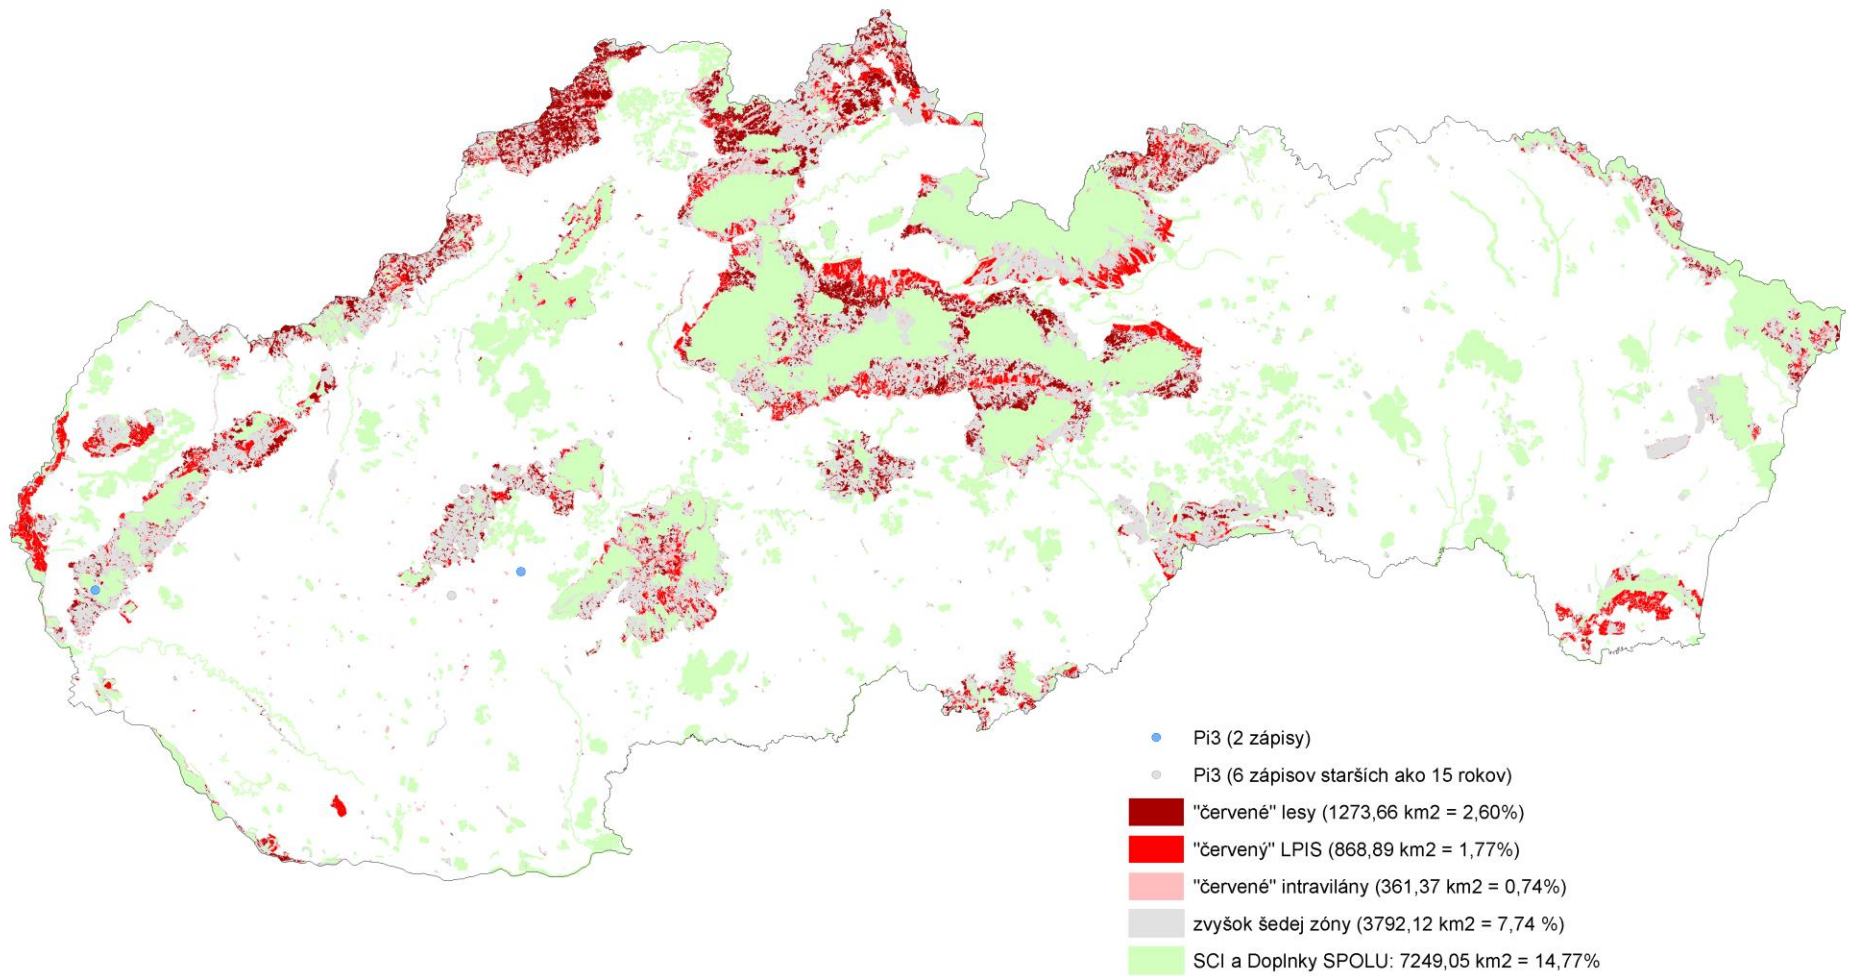 Pi3 (2 zápisy)
Pi3 (6 zápisov starších ako 15 rokov)
"červené" lesy (1273,66 km2 = 2,60%)
"červený" LPIS (868,89 km2 = 1,77%)
"červené" intravilány (361,37 km2 = 0,74%)
zvyšok šedej zóny (3792,12 km2 = 7,74 %)
SCI a Doplnky SPOLU: 7249,05 km2 = 14,77%